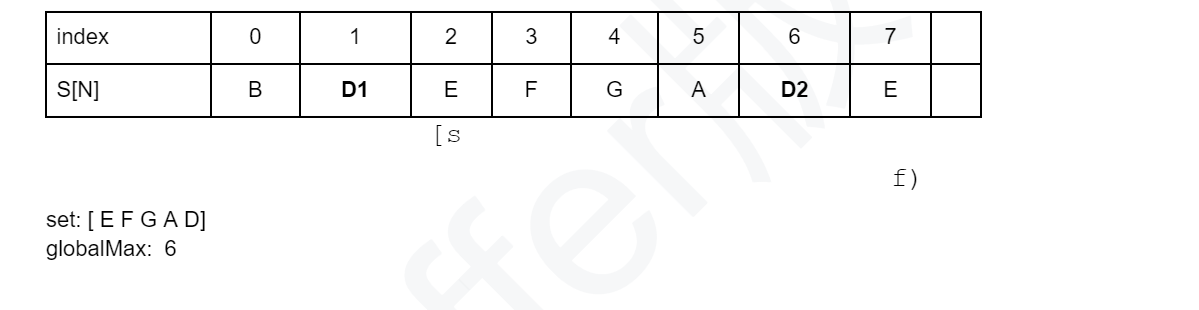 index 0 1 2 3 4 5 6 7
S[N] B D1 E F G A D2 E
[s
f)
set: [ E F G A D]
globalMax: 6